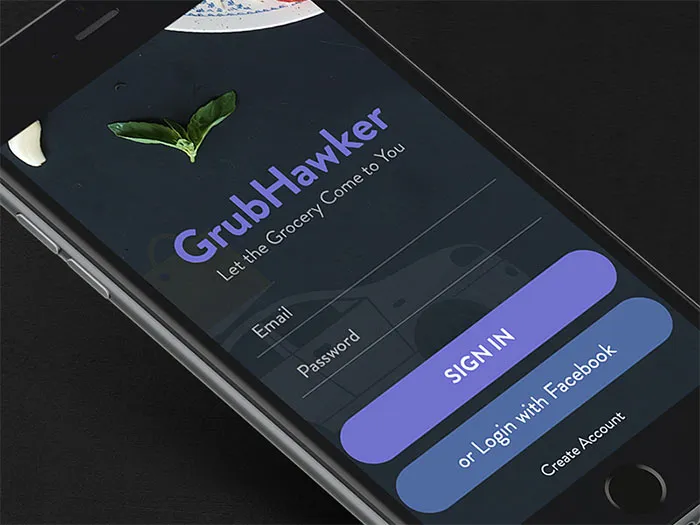 GrubHawker
Let the Grocery Come to You
Email
Password
SIGN IN
or Login with Facebook
Create Account